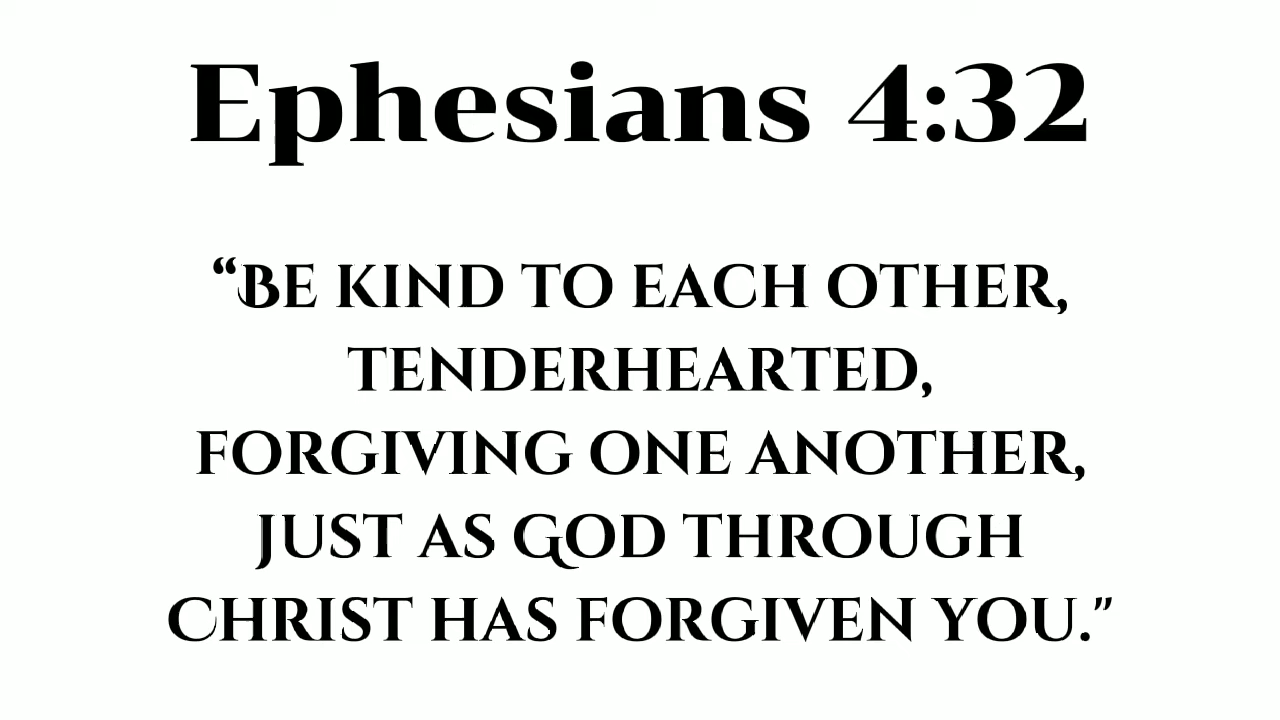 Ephesians 4:32
“Be kind to each other,
tenderhearted,
forgiving one another,
just as God through
Christ has forgiven you.”